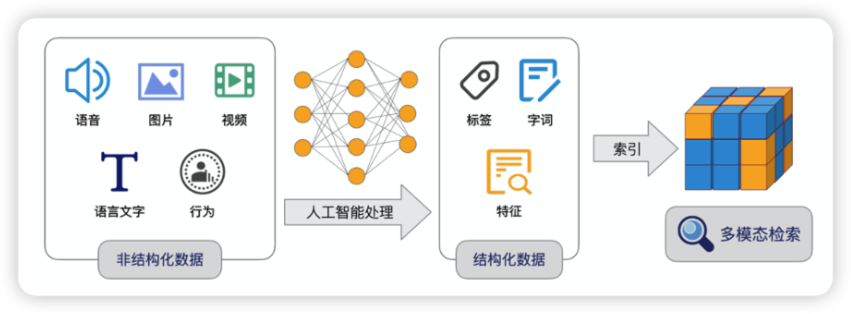 语音
图片
视频
T
语言文字
行为
非结构化数据
人工智能处理
标签
字词
特征
结构化数据
索引
多模态检索